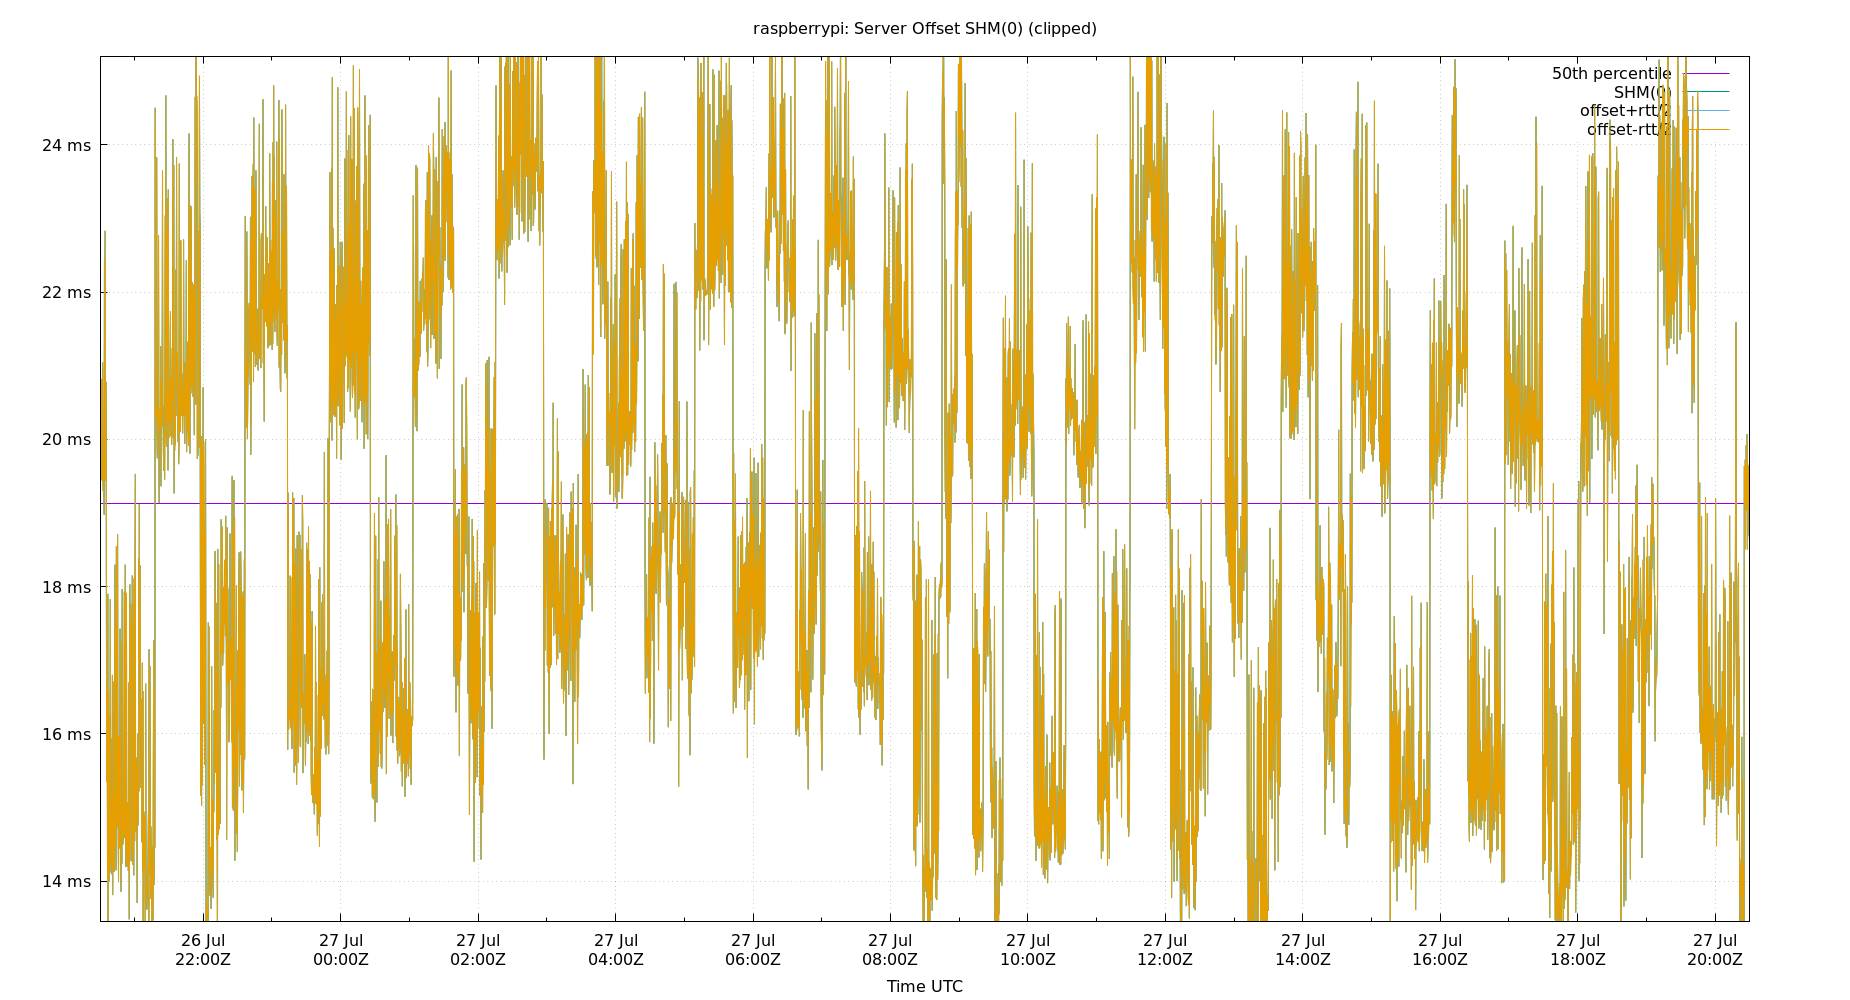 raspberrypi: Server Offset SHM(0) (clipped)
50th percentile
SHM(0)
offset+rtt/2
offset-rtt/2
24 ms
22 ms
20 ms
18 ms
16 ms
14 ms
26 Jul 27 Jul 27 Jul 27 Jul 27 Jul 27 Jul 27 Jul 27 Jul 27 Jul 27 Jul 27 Jul 27 Jul
22:00Z 00:00Z 02:00Z 04:00Z 06:00Z 08:00Z 10:00Z 12:00Z 14:00Z 16:00Z 18:00Z 20:00Z
Time UTC